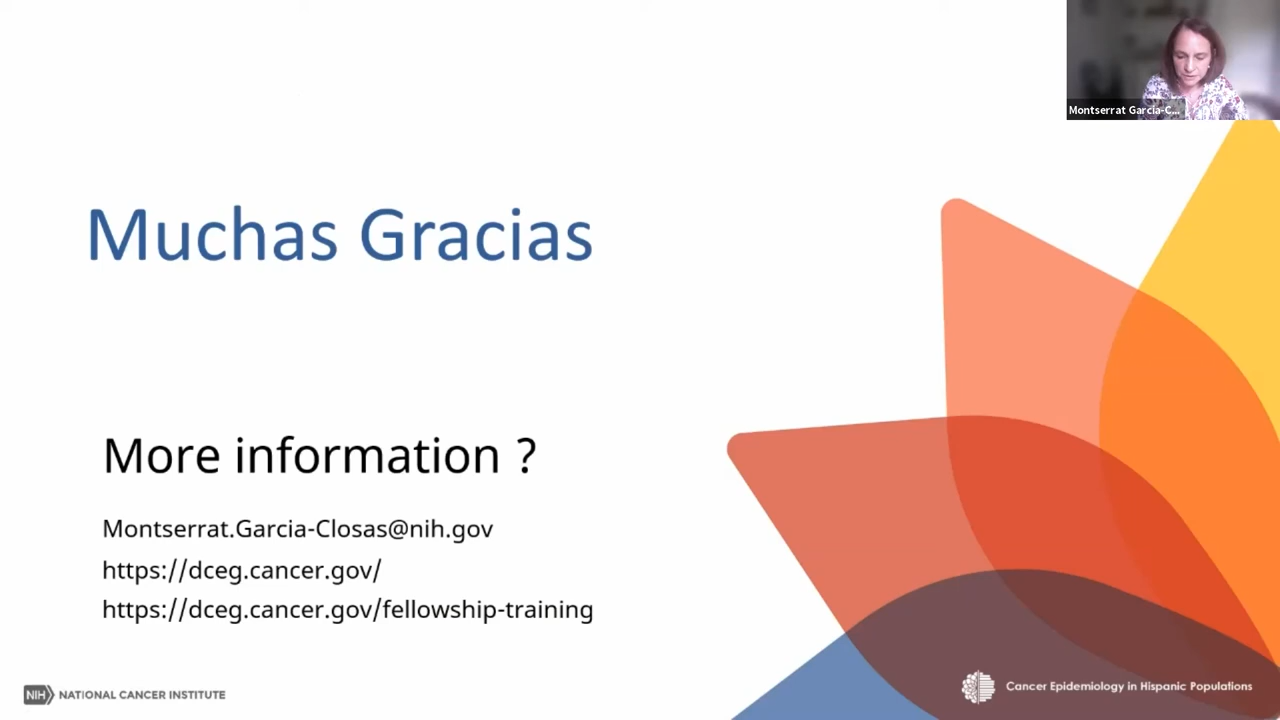 Montserrat Garcia-C...
Muchas Gracias
More information ?
Montserrat.Garcia-Closas@nih.gov
https://dceg.cancer.gov/
https://dceg.cancer.gov/fellowship-training
NIH NATIONAL CANCER INSTITUTE
Cancer Epidemiology in Hispanic Populations